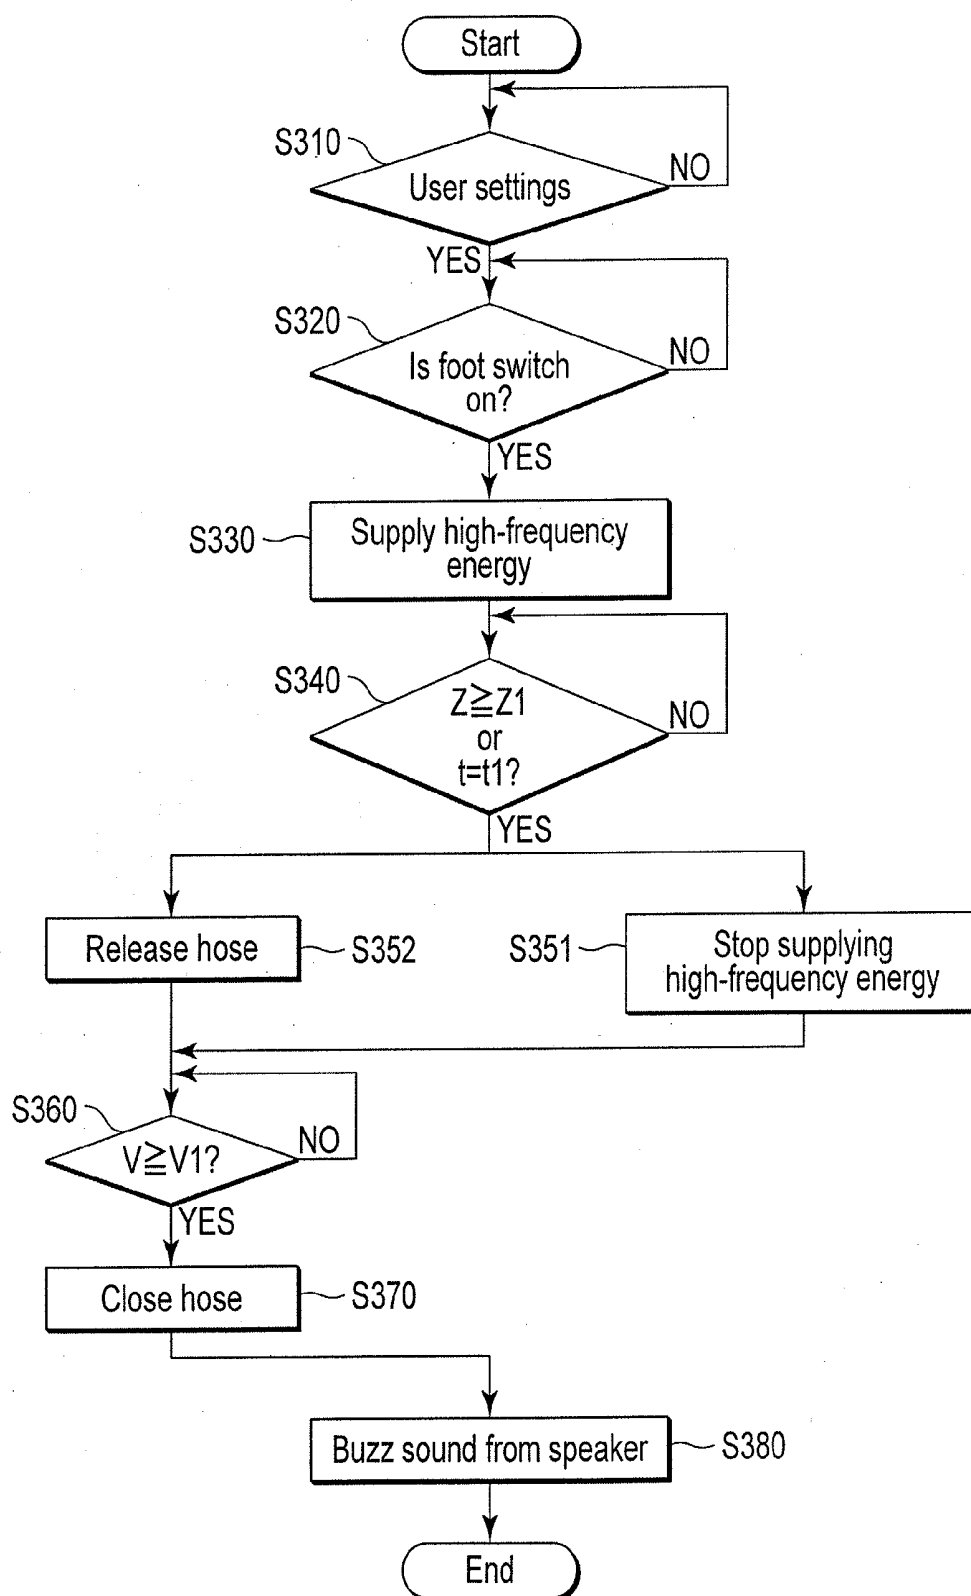 Start
S310
User settings
NO
YES
S320
Is foot switch
on?
NO
YES
S330
Supply high-frequency
energy
S340
Z≧Z1
or
t=t1?
NO
YES
Release hose
S352
S351
Stop supplying
high-frequency energy
S360
V≧V1?
NO
YES
Close hose
S370
Buzz sound from speaker
S380
End